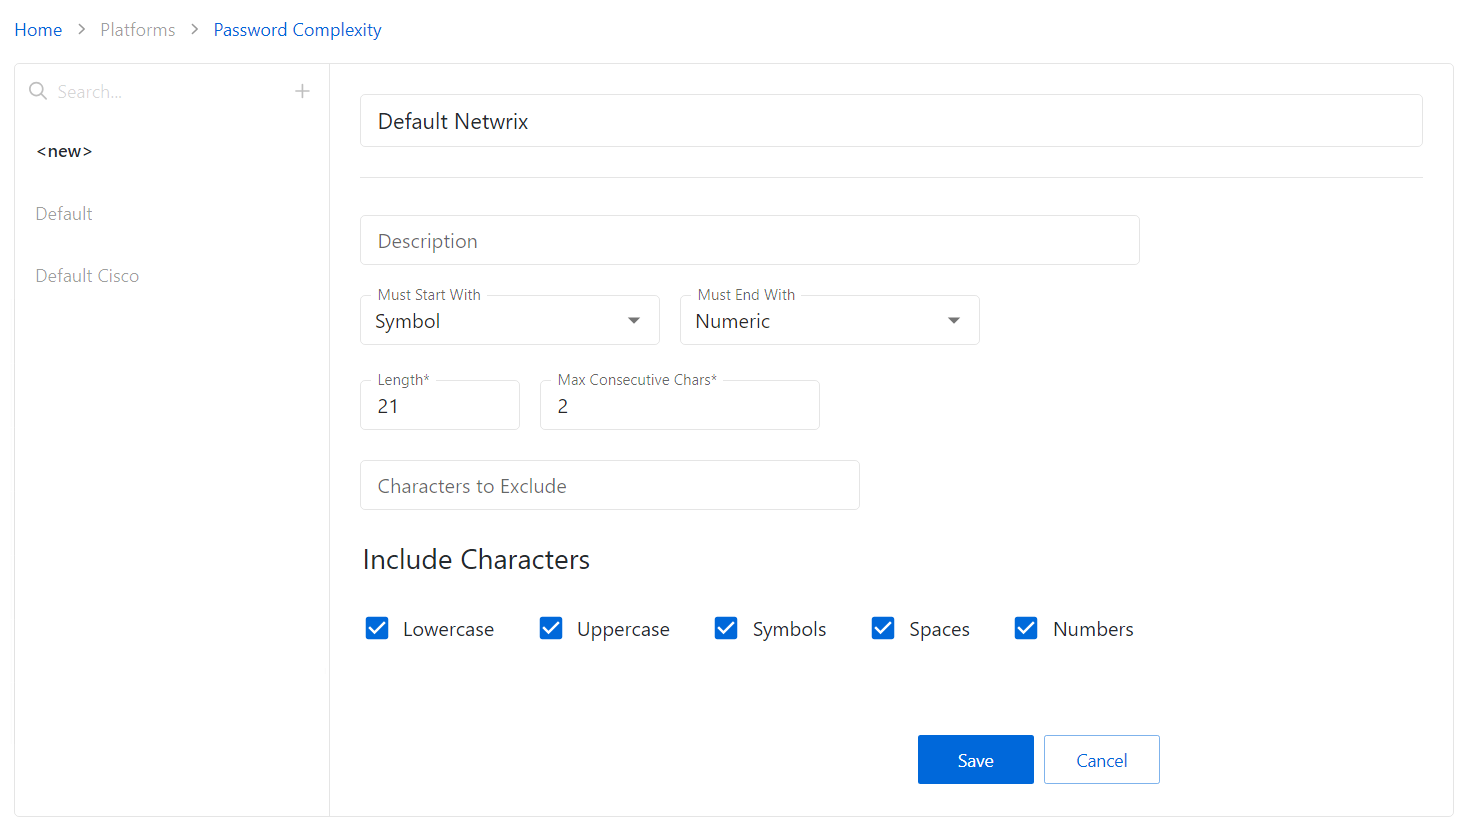 Home > Platforms > Password Complexity
Search...
+
<new>
Default
Default Cisco
Default Netwrix
Description
Must Start With
Symbol
Must End With
Numeric
Length*
21
Max Consecutive Chars*
2
Characters to Exclude
Include Characters
Lowercase Uppercase Symbols Spaces Numbers
Save Cancel